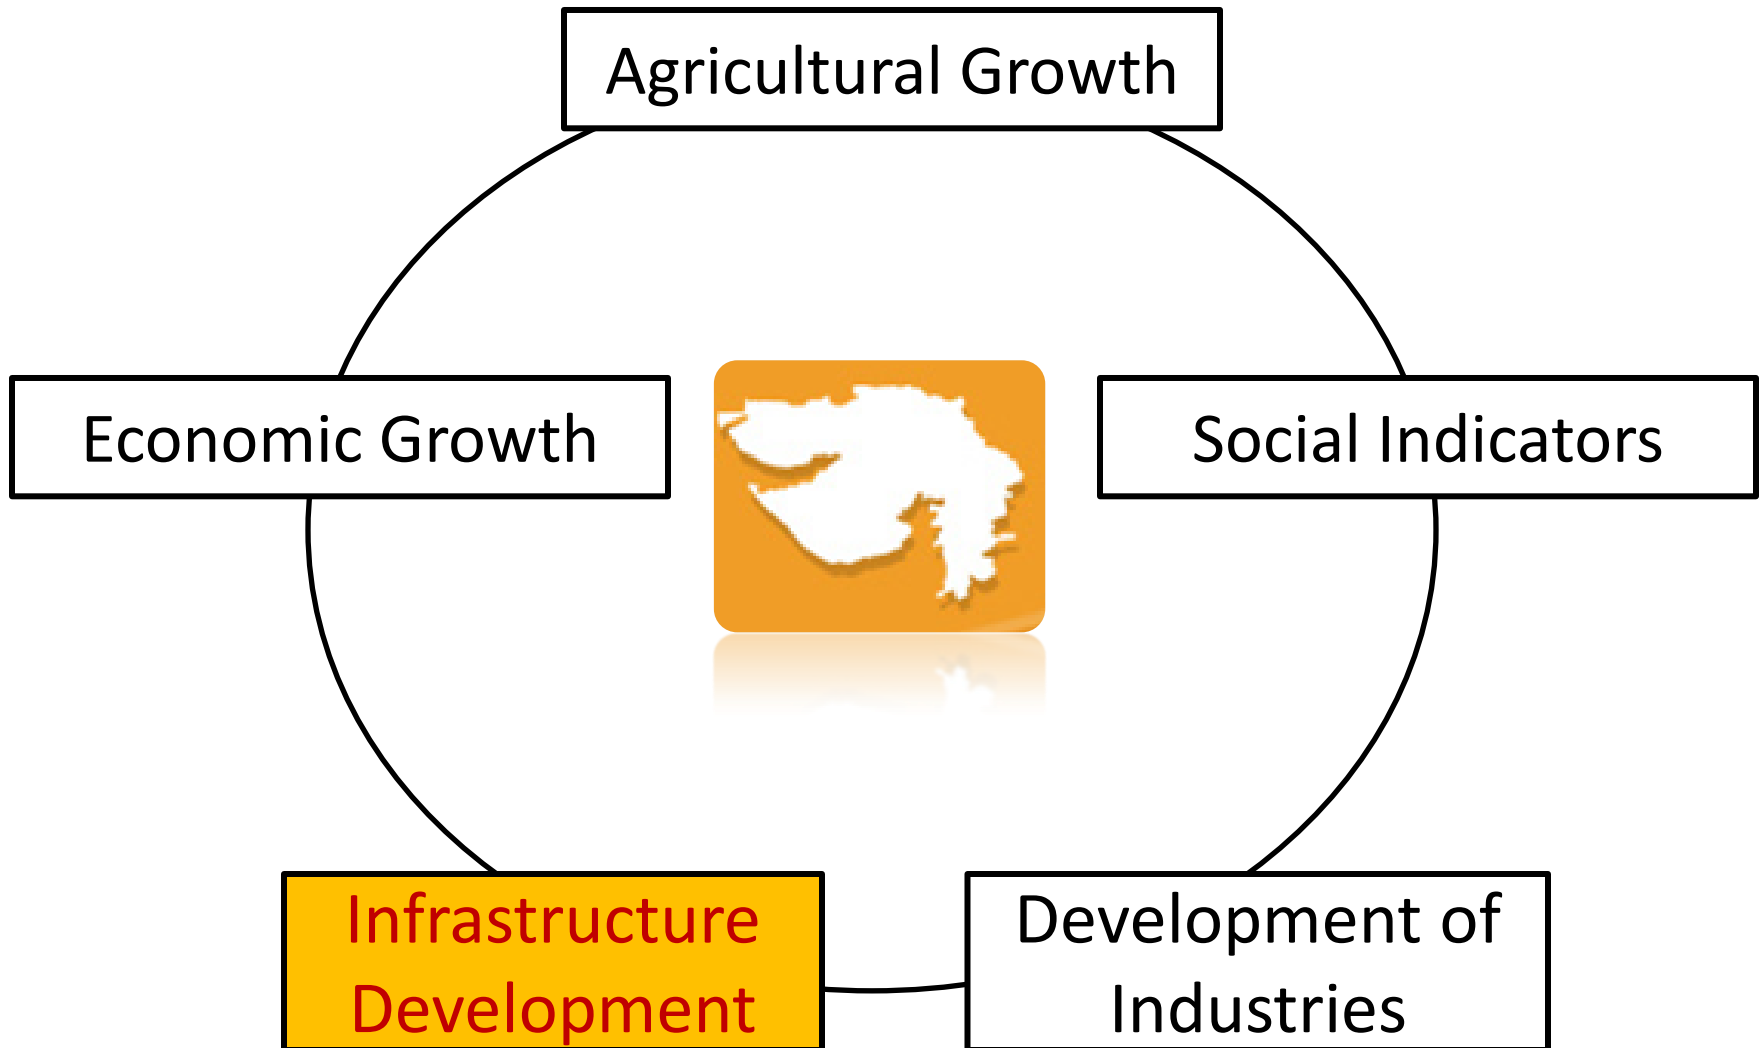 Agricultural Growth
Economic Growth
Social Indicators
Infrastructure
Development
Development of
Industries